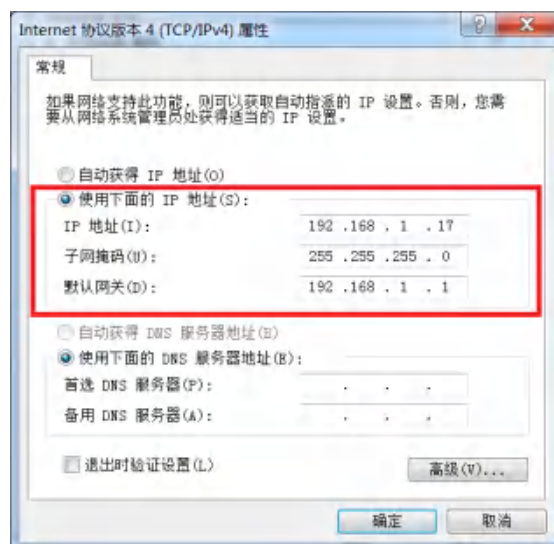 Internet 协议版本 4 (TCP/IPv4) 属性
常规
如果网络支持此功能，则可以获取自动指派的 IP 设置。否则，您需
要从网络系统管理员处获得适当的 IP 设置。
自动获得 IP 地址(O)
使用下面的 IP 地址(S):
IP 地址(I): 192 .168 . 1 . 17
子网掩码(U): 255 .255 .255 . 0
默认网关(D): 192 .168 . 1 . 1
自动获得 DNS 服务器地址(B)
使用下面的 DNS 服务器地址(E):
首选 DNS 服务器(P): . . .
备用 DNS 服务器(A): . . .
退出时验证设置(L)
高级(V)...
确定 取消